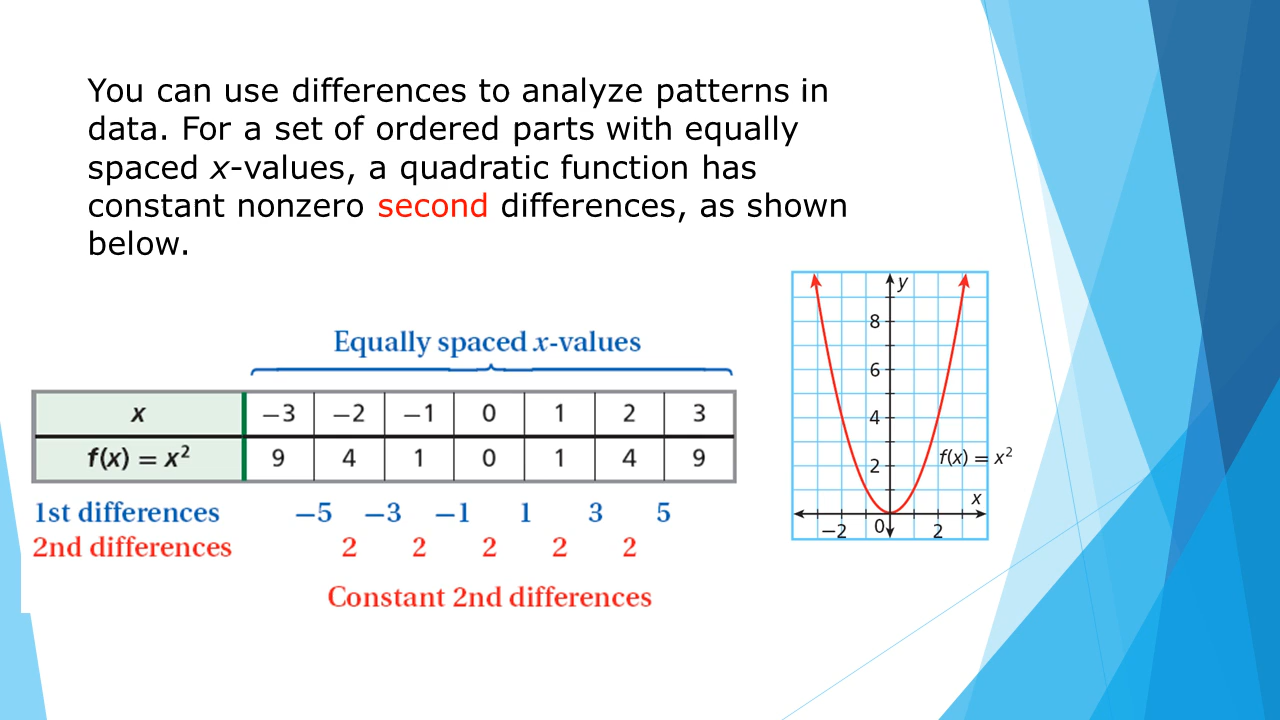 You can use differences to analyze patterns in
data. For a set of ordered parts with equally
spaced x-values, a quadratic function has
constant nonzero second differences, as shown
below.
Equally spaced x-values
x −3 −2 −1 0 1 2 3
f(x) = x² 9 4 1 0 1 4 9
1st differences −5 −3 −1 1 3 5
2nd differences 2 2 2 2 2
Constant 2nd differences
y
8
6
4
2
f(x) = x²
x
−2 0 2